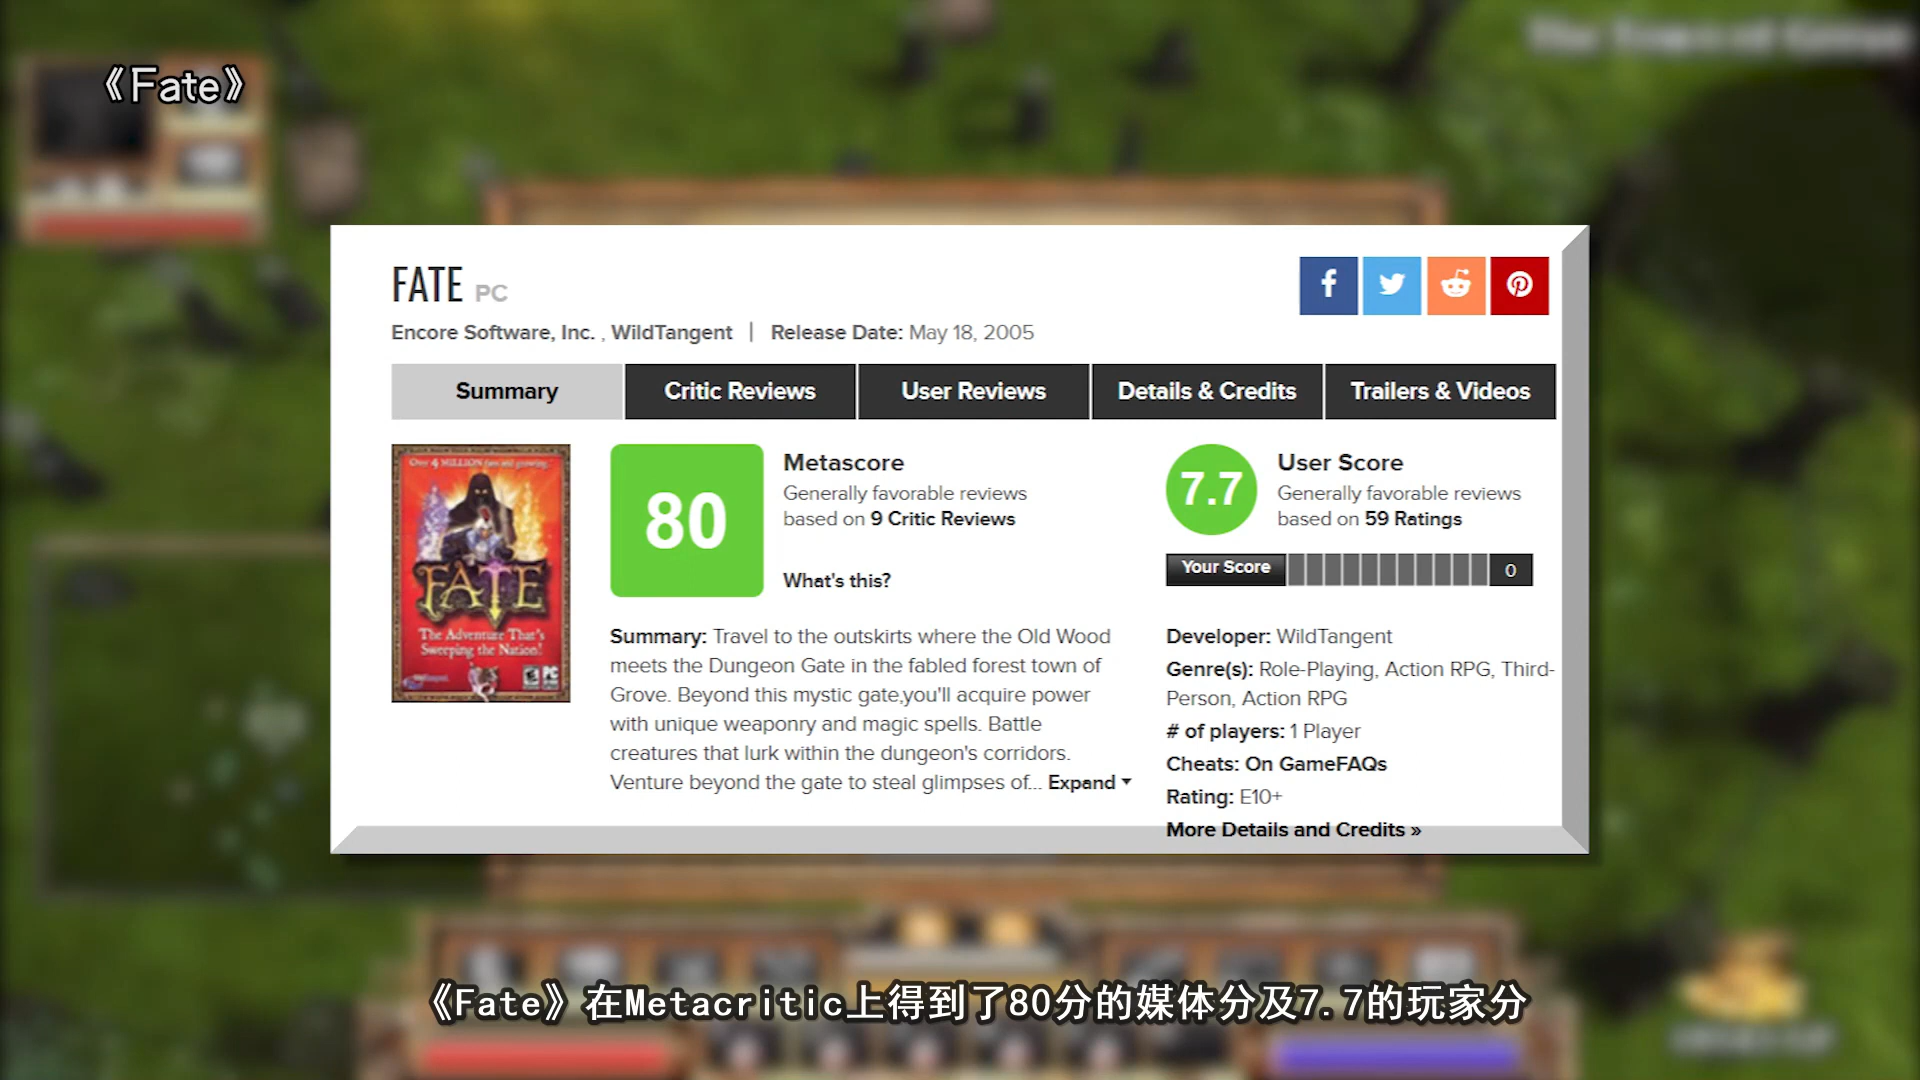 《Fate》
FATE PC
Encore Software, Inc. , WildTangent | Release Date: May 18, 2005
Summary Critic Reviews User Reviews Details & Credits Trailers & Videos
Over 4 MILLION fans and growing...
FATE
The Adventure That's
Sweeping the Nation!
80
Metascore
Generally favorable reviews
based on 9 Critic Reviews
What's this?
7.7
User Score
Generally favorable reviews
based on 59 Ratings
Your Score 0
Summary: Travel to the outskirts where the Old Wood
meets the Dungeon Gate in the fabled forest town of
Grove. Beyond this mystic gate,you'll acquire power
with unique weaponry and magic spells. Battle
creatures that lurk within the dungeon's corridors.
Venture beyond the gate to steal glimpses of... Expand
Developer: WildTangent
Genre(s): Role-Playing, Action RPG, Third-
Person, Action RPG
# of players: 1 Player
Cheats: On GameFAQs
Rating: E10+
More Details and Credits »
《Fate》在Metacritic上得到了80分的媒体分及7.7的玩家分